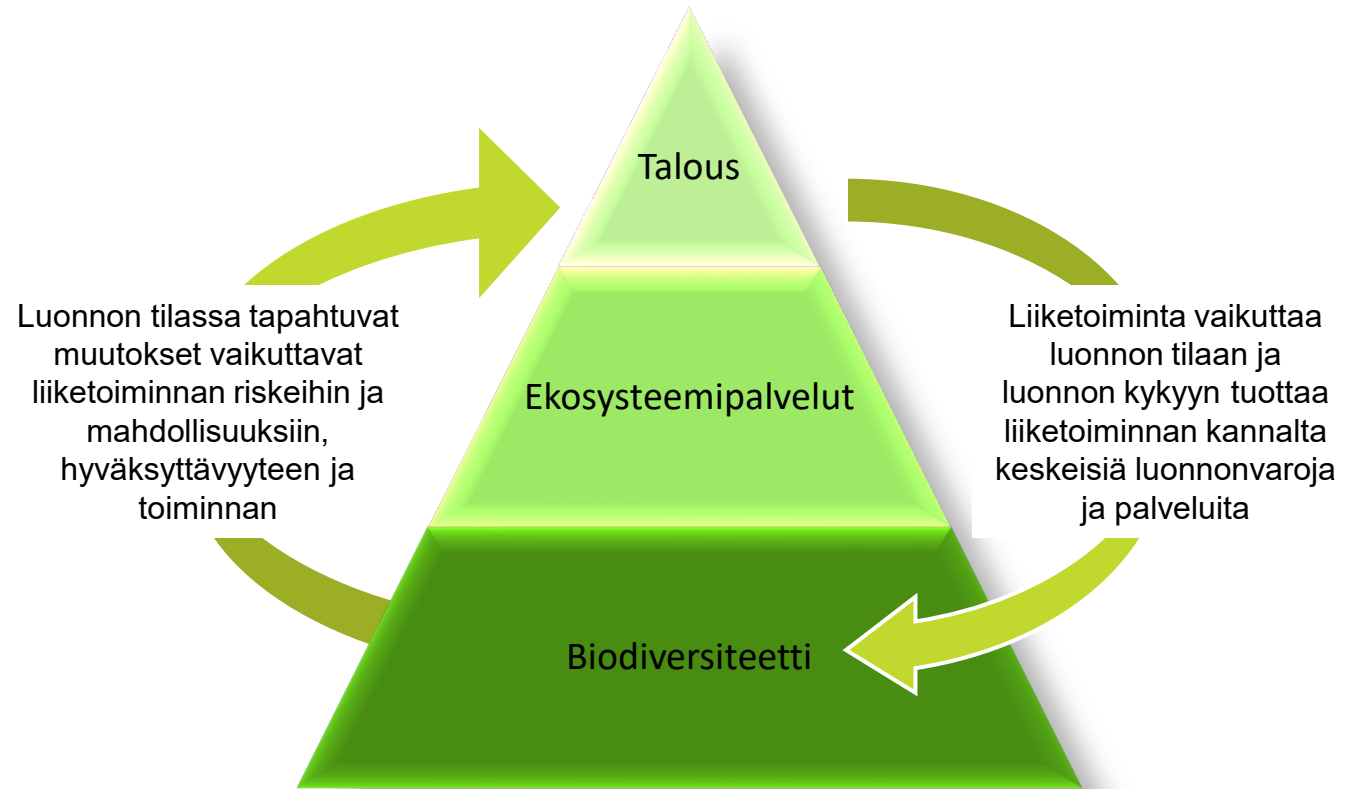 Talous
Luonnon tilassa tapahtuvat
muutokset vaikuttavat
liiketoiminnan riskeihin ja
mahdollisuuksiin,
hyväksyttävyyteen ja
toiminnan
Ekosysteemipalvelut
Liiketoiminta vaikuttaa
luonnon tilaan ja
luonnon kykyyn tuottaa
liiketoiminnan kannalta
keskeisiä luonnonvaroja
ja palveluita
Biodiversiteetti